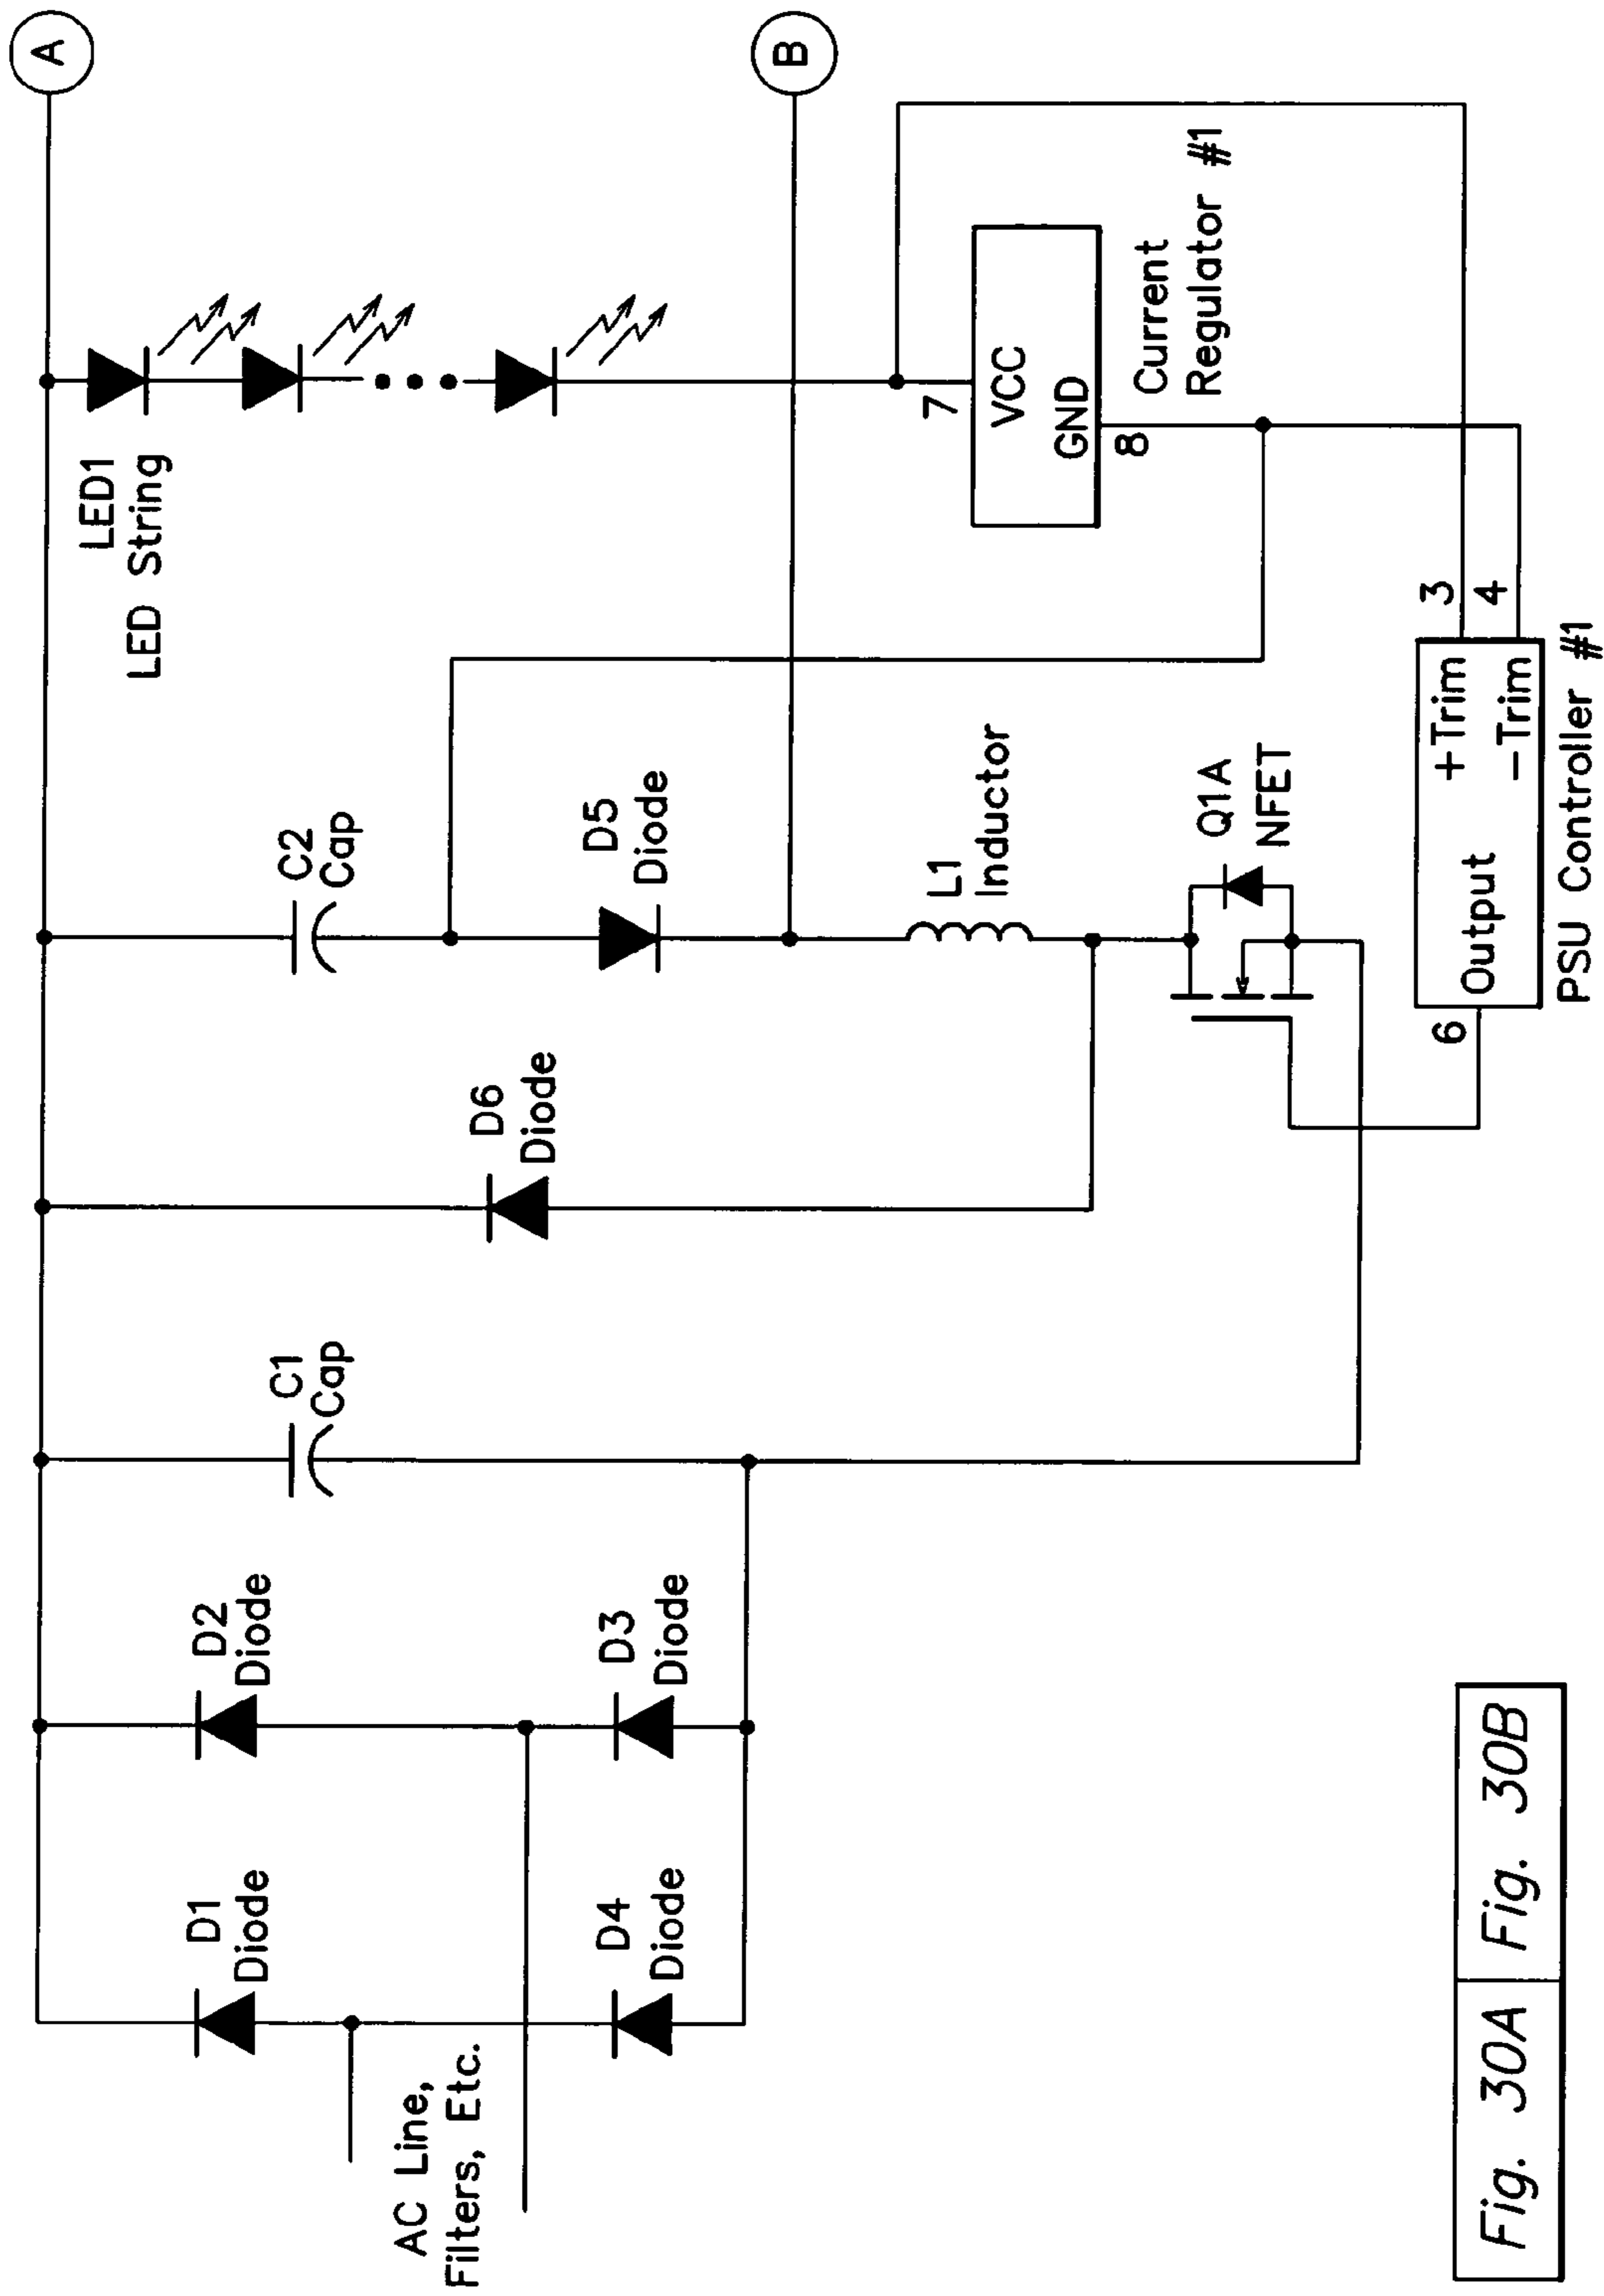 A
B
LED1
LED String
C2
Cap
D5
Diode
L1
Inductor
Q1A
NFET
D6
Diode
C1
Cap
D2
Diode
D3
Diode
D1
Diode
D4
Diode
AC Line,
Filters, Etc.
7
VCC
GND
8
Current
Regulator #1
3
4
+Trim
−Trim
Output
6
PSU Controller #1
Fig. 30A
Fig. 30B